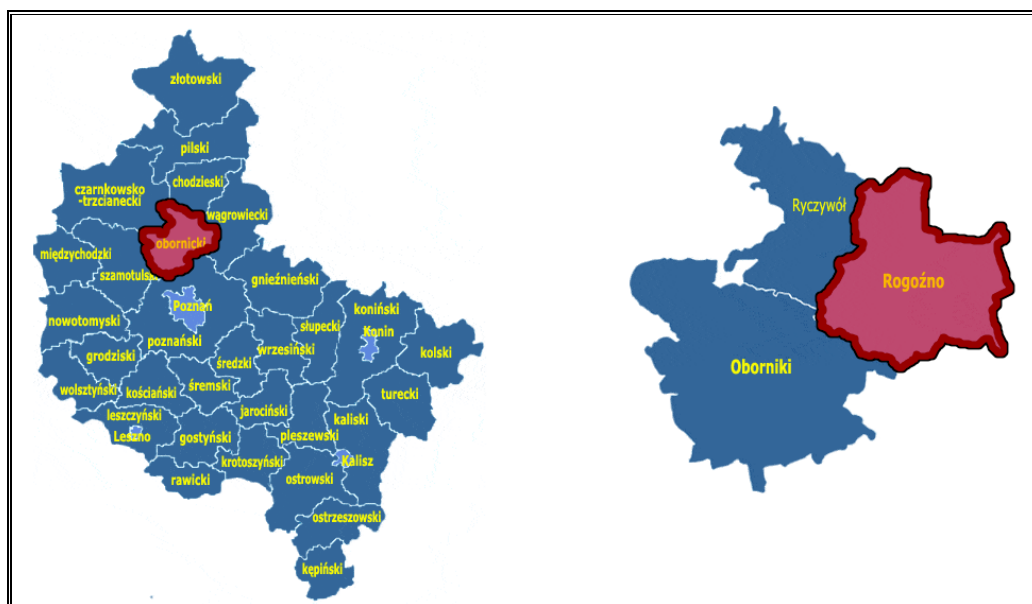 złotowski
pilski
chodzieski
czarnkowsko
-trzcianecki
wągrowiecki
obornicki
międzychodzki
szamotulski
gnieźnieński
koniński
Poznań
nowotomyski
słupecki
Konin
poznański
wrzesiński
kolski
grodziski
średzki
wolsztyński
kościański
śremski
turecki
leszczyński
jarociński
kaliski
Leszno
gostyński
pleszewski
krotoszyński
Kalisz
rawicki
ostrowski
ostrzeszowski
kępiński
Ryczywół
Rogoźno
Oborniki